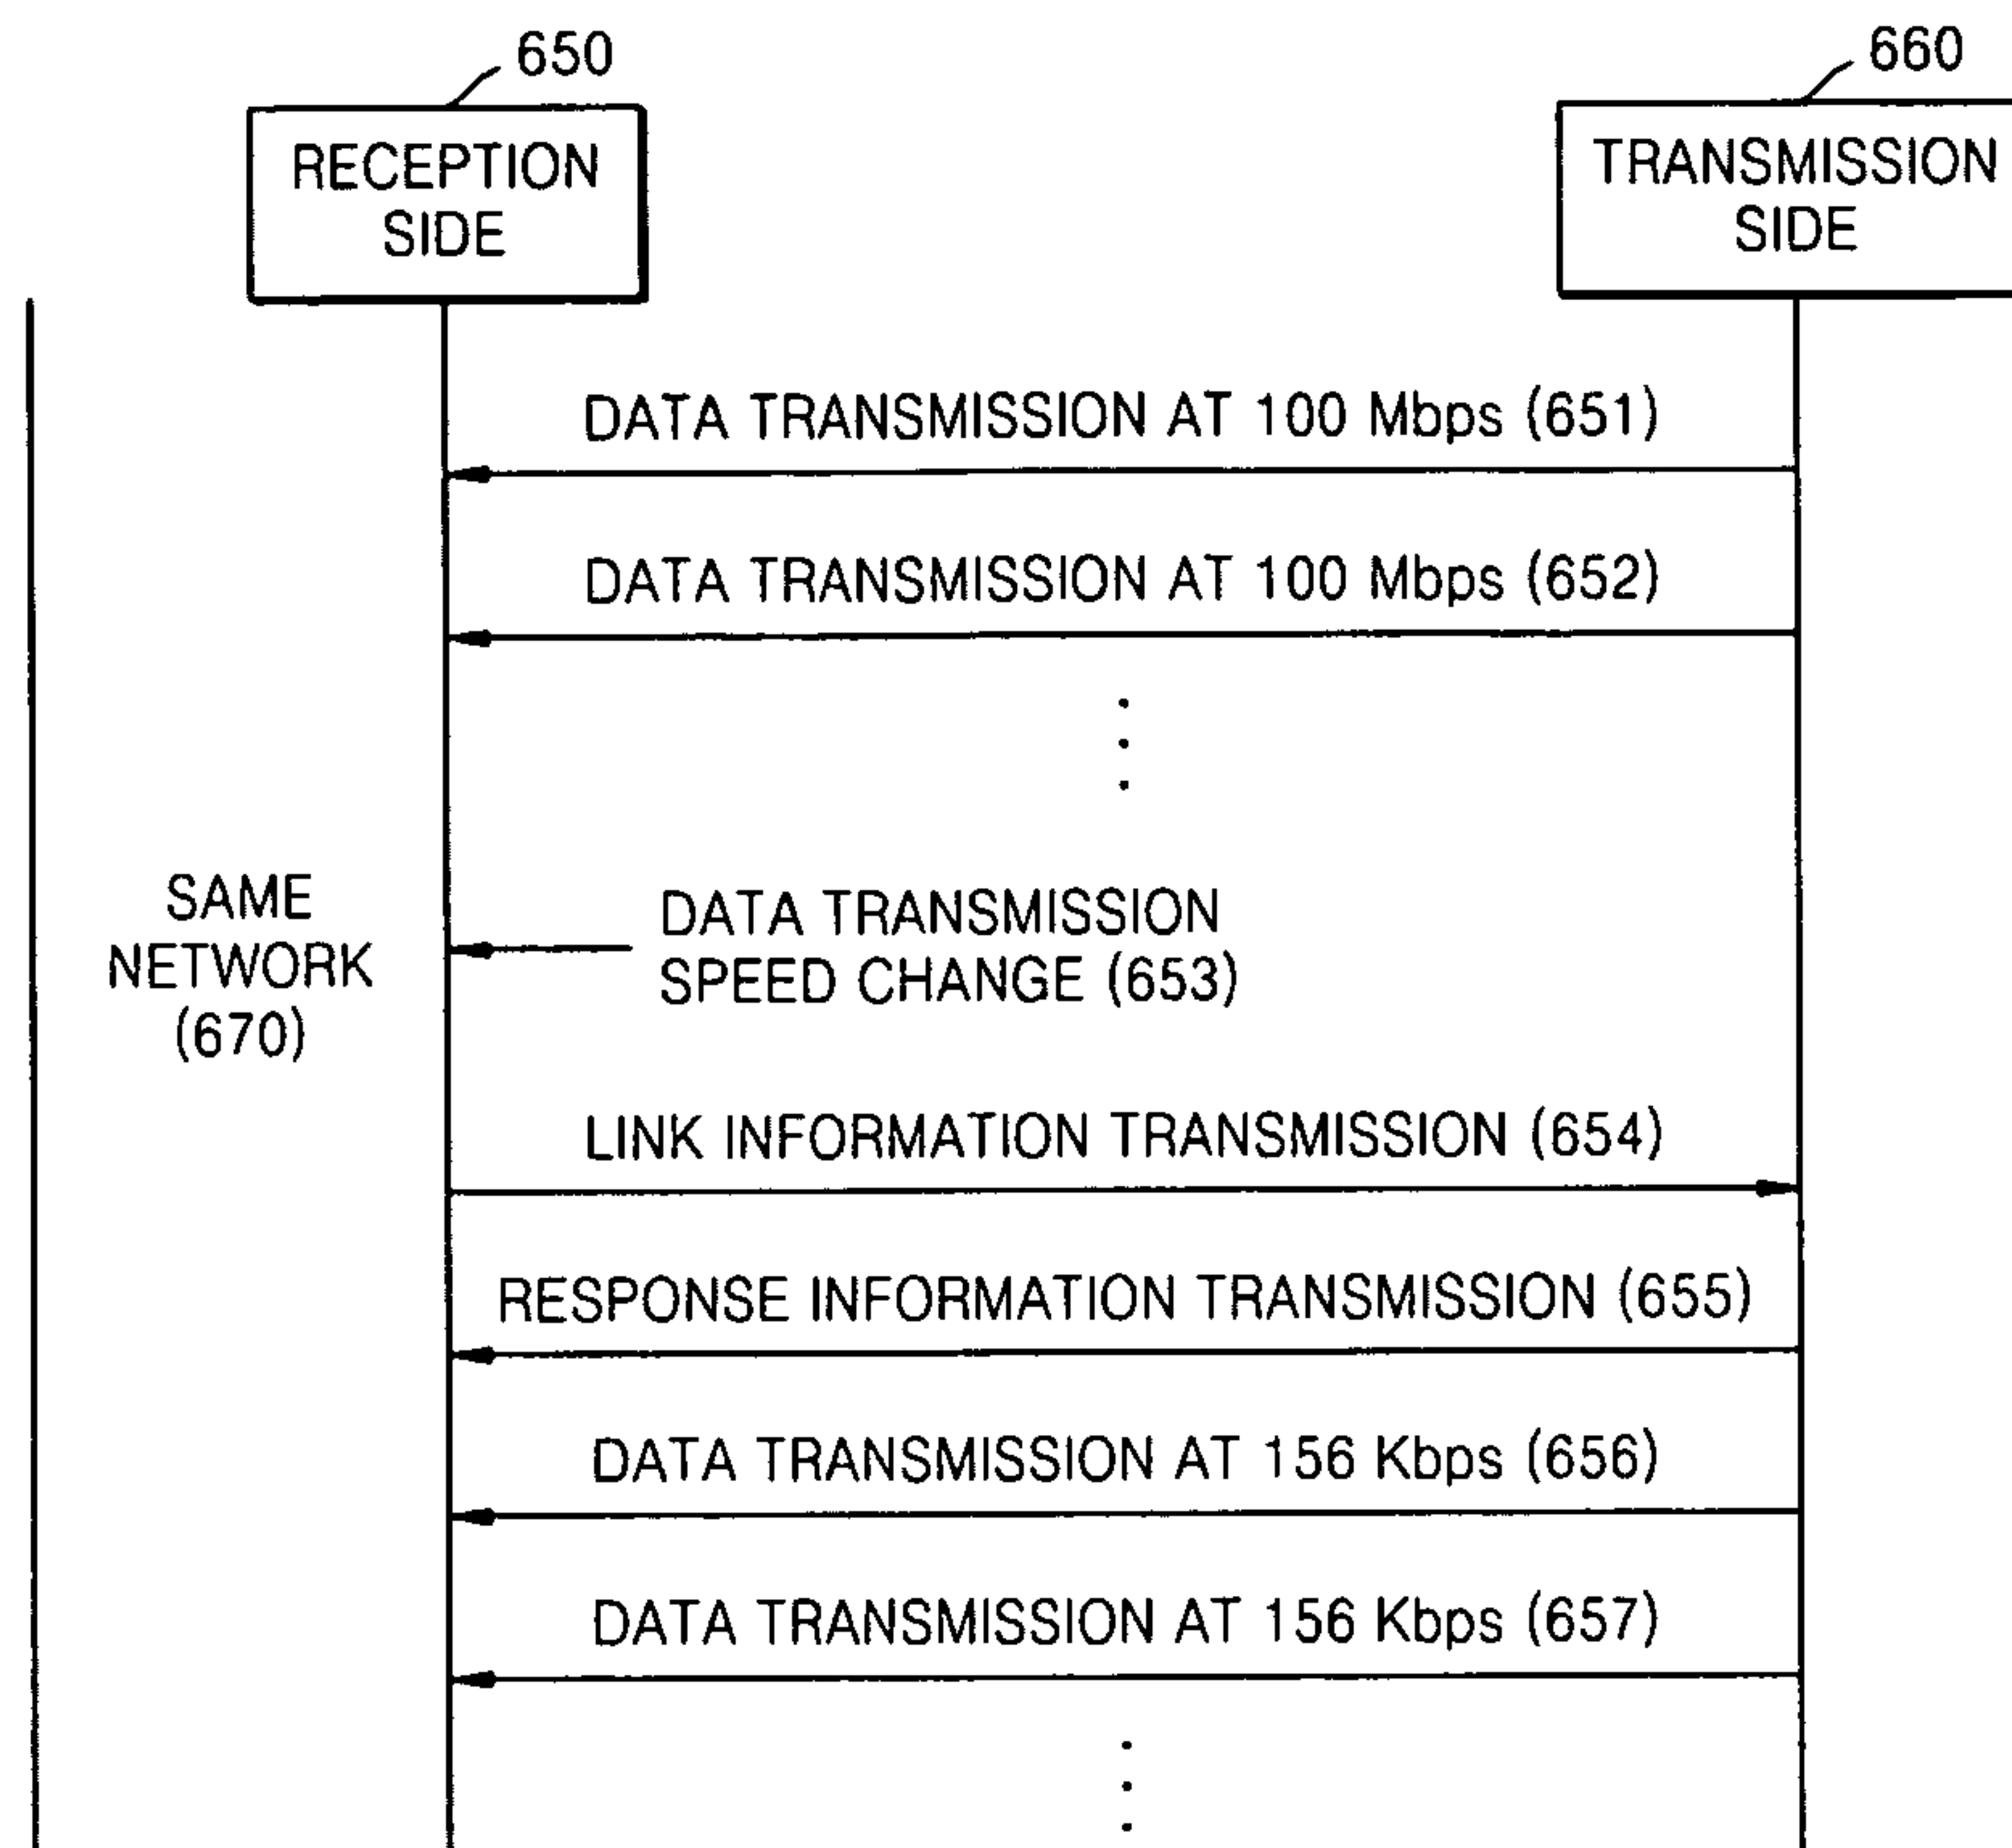 650
660
RECEPTION
SIDE
TRANSMISSION
SIDE
DATA TRANSMISSION AT 100 Mbps (651)
DATA TRANSMISSION AT 100 Mbps (652)
SAME
NETWORK
(670)
DATA TRANSMISSION
SPEED CHANGE (653)
LINK INFORMATION TRANSMISSION (654)
RESPONSE INFORMATION TRANSMISSION (655)
DATA TRANSMISSION AT 156 Kbps (656)
DATA TRANSMISSION AT 156 Kbps (657)